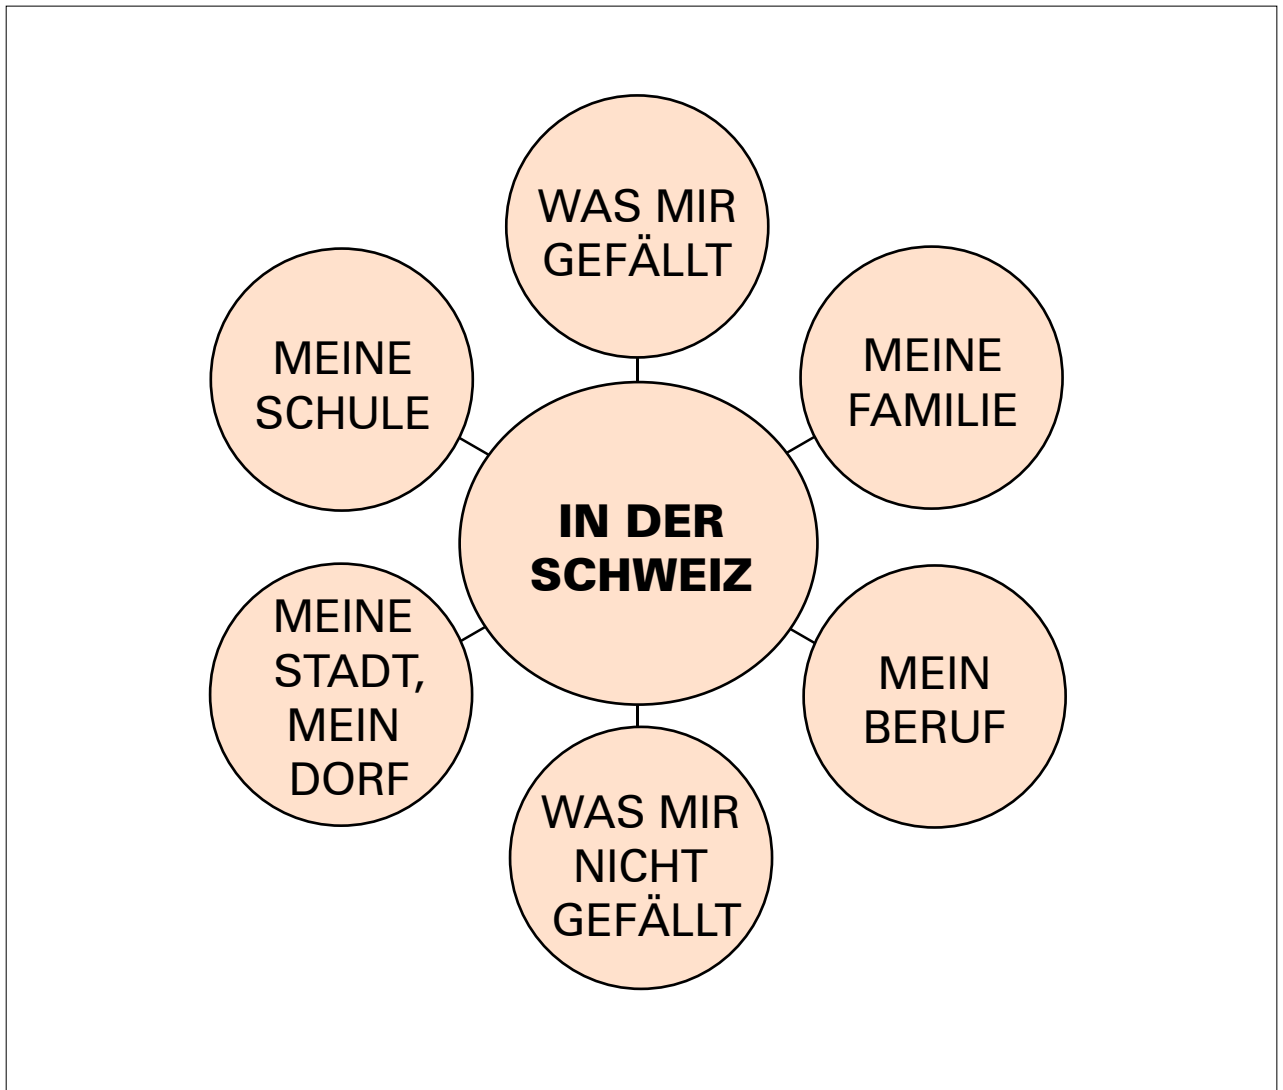 WAS MIR
GEFÄLLT
MEINE
SCHULE
MEINE
FAMILIE
IN DER
SCHWEIZ
MEINE
STADT,
MEIN
DORF
MEIN
BERUF
WAS MIR
NICHT
GEFÄLLT